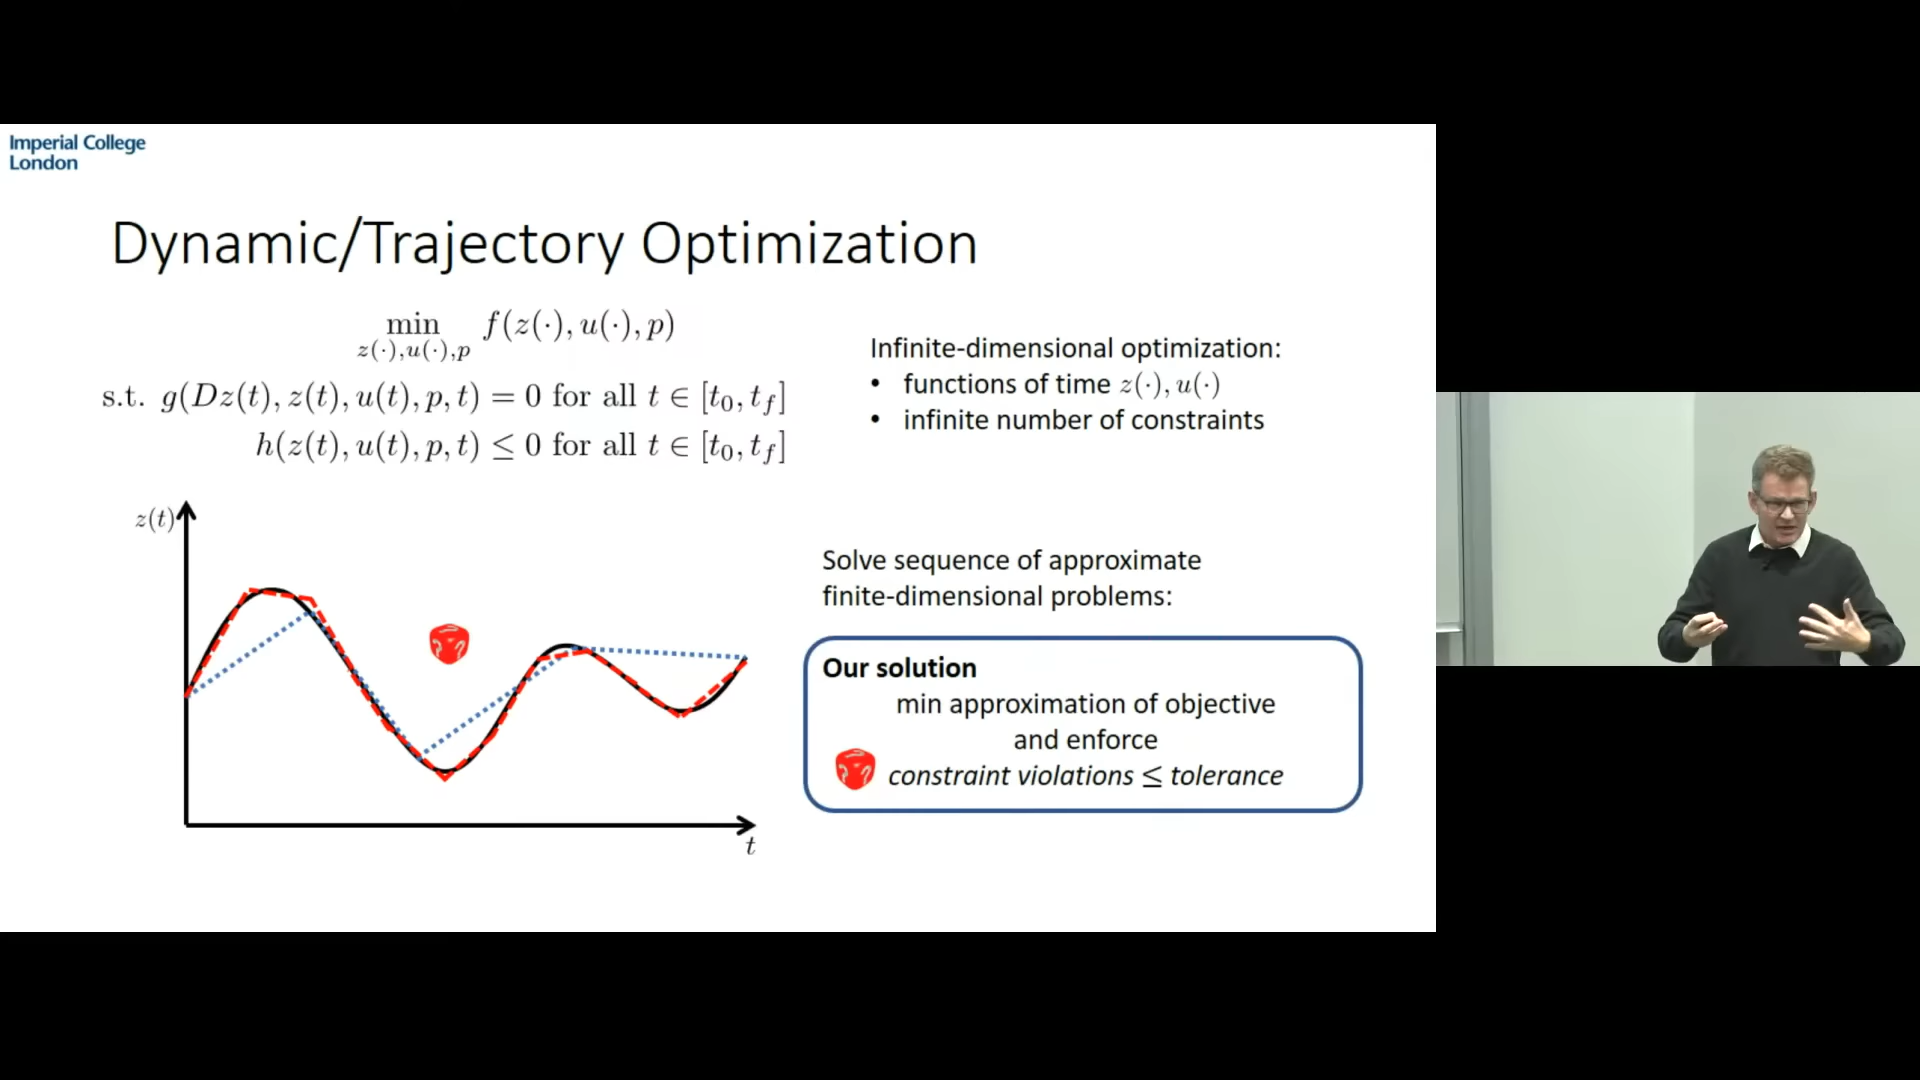 Imperial College
London
Dynamic/Trajectory Optimization
min f(z(·), u(·), p)
z(·),u(·),p
s.t. g(Dz(t), z(t), u(t), p, t) = 0 for all t ∈ [t₀, t_f]
h(z(t), u(t), p, t) ≤ 0 for all t ∈ [t₀, t_f]
Infinite-dimensional optimization:
• functions of time z(·), u(·)
• infinite number of constraints
z(t)
t
Solve sequence of approximate
finite-dimensional problems:
Our solution
min approximation of objective
and enforce
constraint violations ≤ tolerance